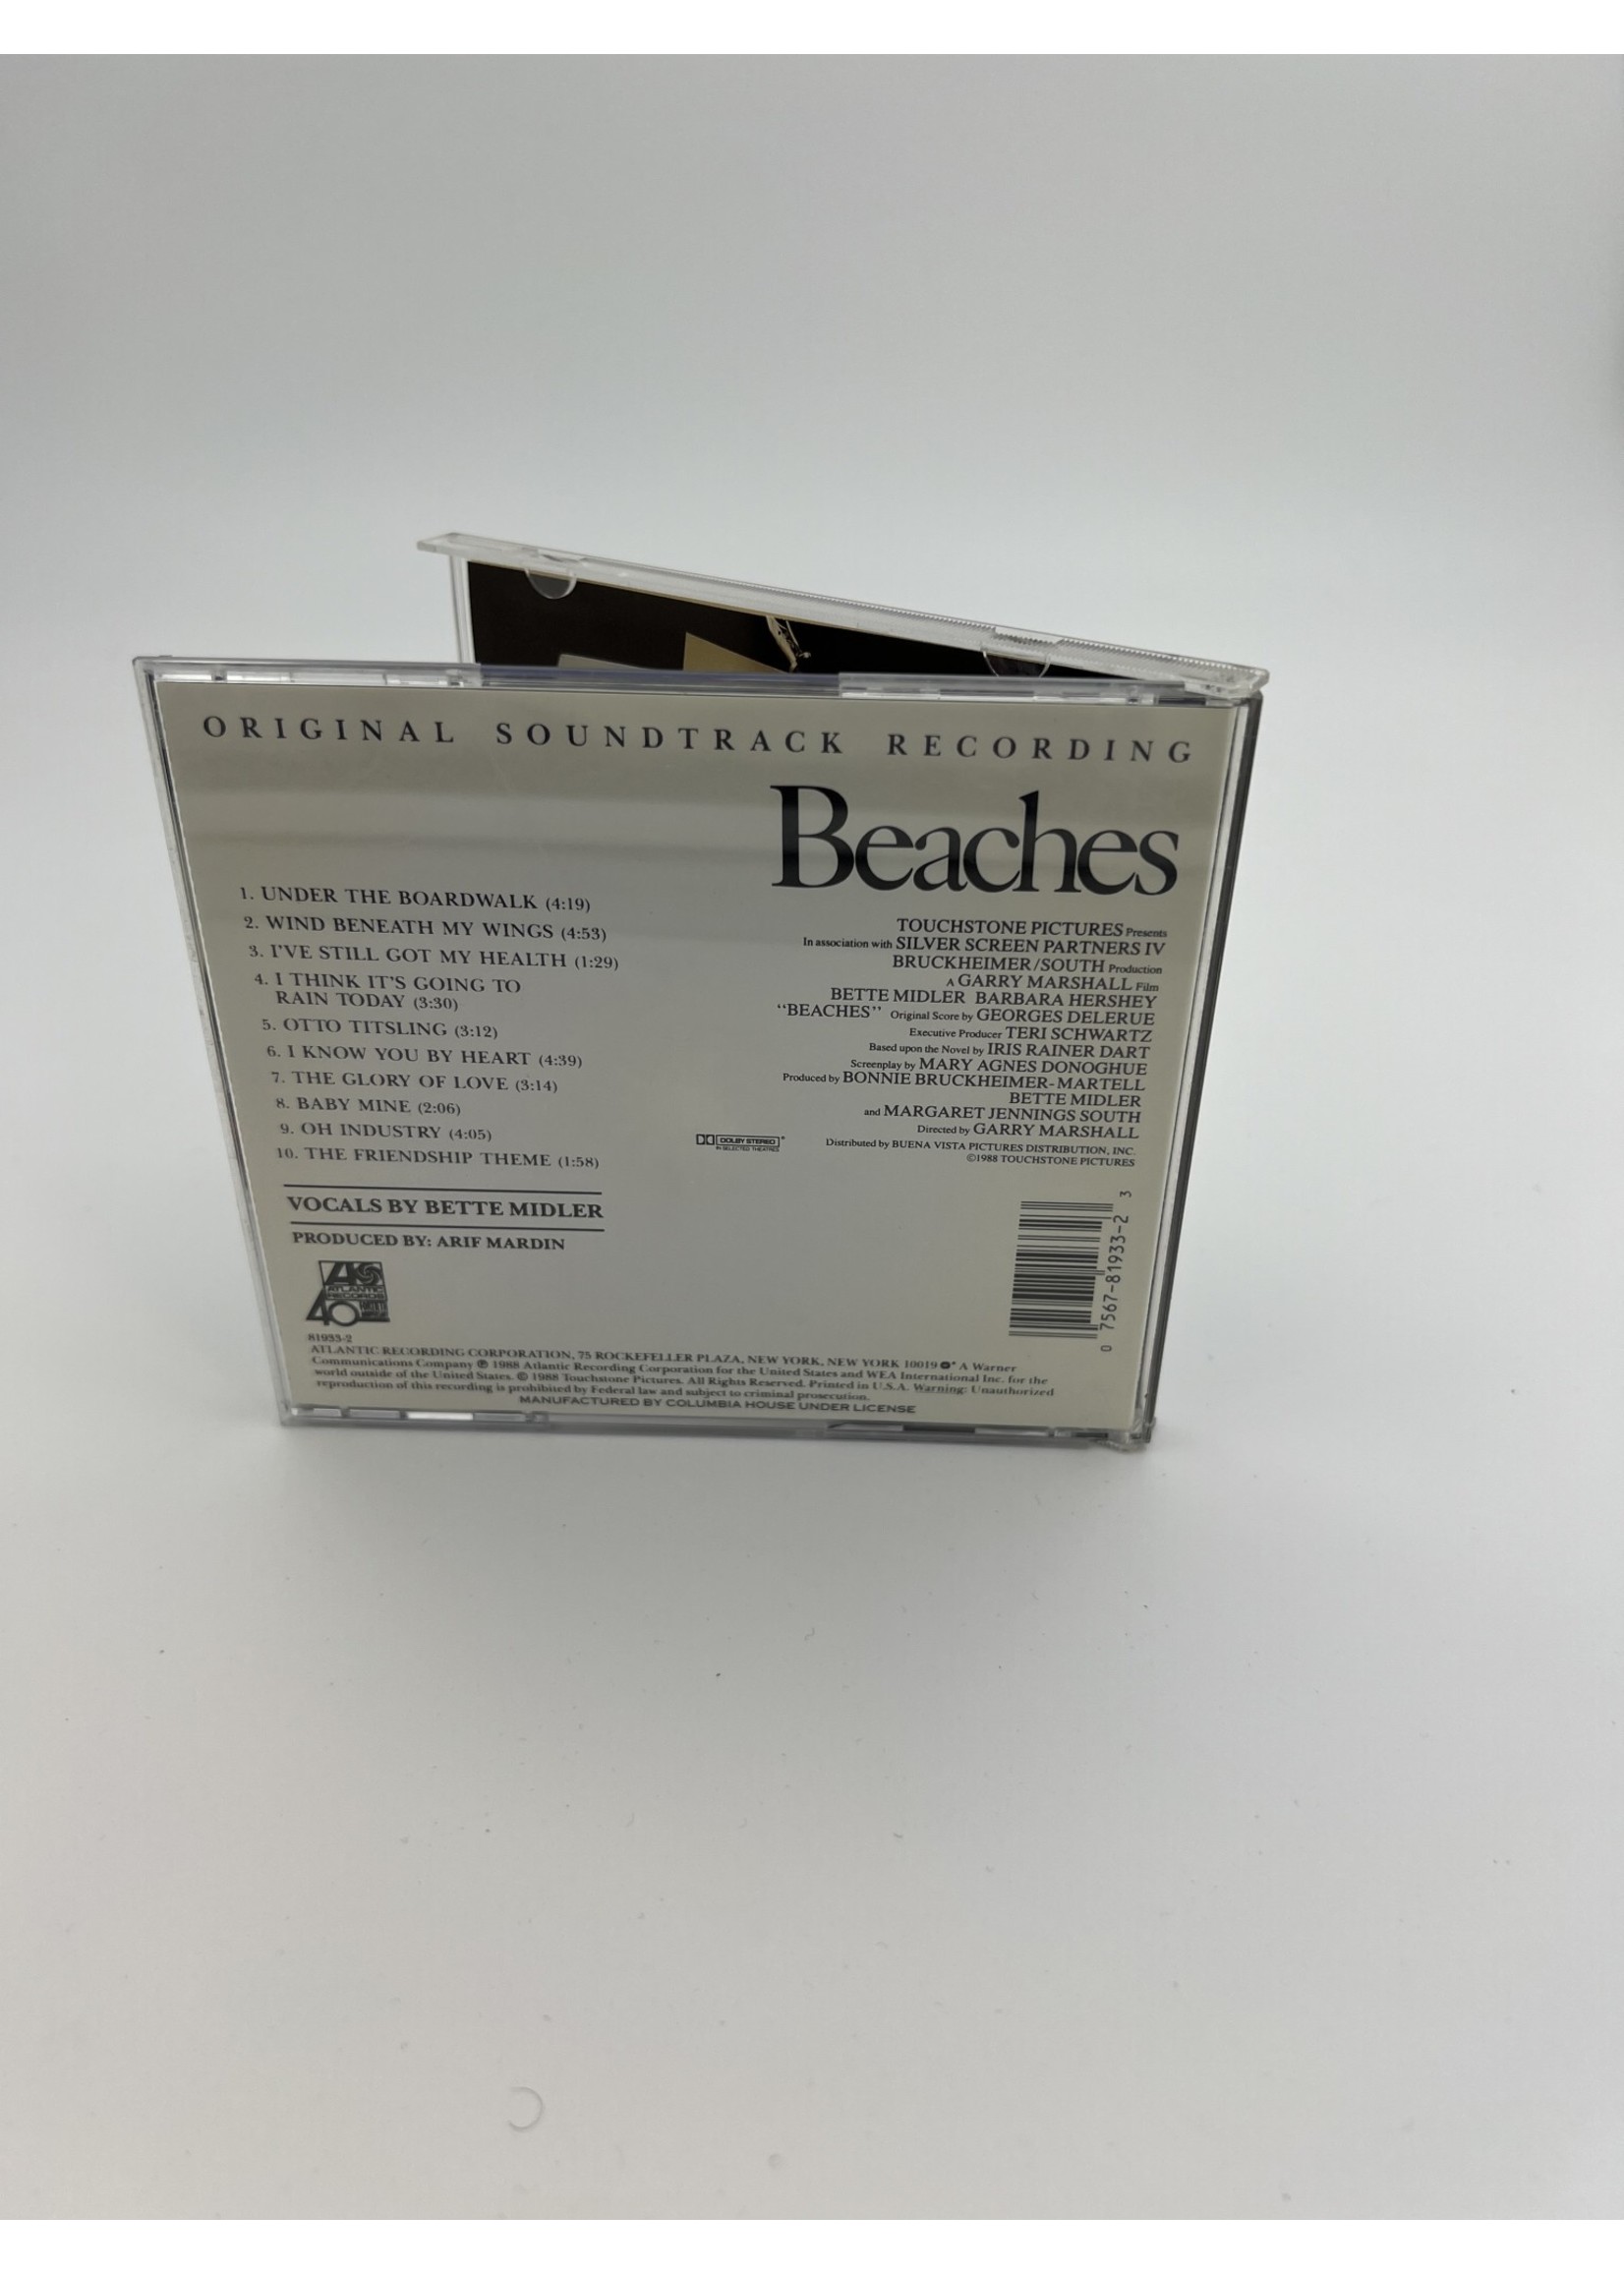 ORIGINAL SOUNDTRACK RECORDING
Beaches
1. UNDER THE BOARDWALK (4:19)
2. WIND BENEATH MY WINGS (4:53)
3. I'VE STILL GOT MY HEALTH (1:29)
4. I THINK IT'S GOING TO
RAIN TODAY (3:30)
5. OTTO TITSLING (3:12)
6. I KNOW YOU BY HEART (4:39)
7. THE GLORY OF LOVE (3:14)
8. BABY MINE (2:06)
9. OH INDUSTRY (4:05)
10. THE FRIENDSHIP THEME (1:58)
VOCALS BY BETTE MIDLER
PRODUCED BY: ARIF MARDIN
TOUCHSTONE PICTURES Presents
In association with SILVER SCREEN PARTNERS IV
BRUCKHEIMER/SOUTH Production
A GARRY MARSHALL Film
BETTE MIDLER BARBARA HERSHEY
"BEACHES" Original Score by GEORGES DELERUE
Executive Producer TERI SCHWARTZ
Based upon the Novel by IRIS RAINER DART
Screenplay by MARY AGNES DONOGHUE
Produced by BONNIE BRUCKHEIMER-MARTELL
BETTE MIDLER
and MARGARET JENNINGS SOUTH
Directed by GARRY MARSHALL
DOLBY STEREO
IN SELECTED THEATRES
Distributed by BUENA VISTA PICTURES DISTRIBUTION, INC.
©1988 TOUCHSTONE PICTURES
0 7567-81933-2 3
ATLANTIC
RECORDS
40
81933-2
ATLANTIC RECORDING CORPORATION, 75 ROCKEFELLER PLAZA, NEW YORK, NEW YORK 10019 A Warner
Communications Company ℗ 1988 Atlantic Recording Corporation for the United States and WEA International Inc. for the
world outside of the United States. © 1988 Touchstone Pictures. All Rights Reserved. Printed in U.S.A. Warning: Unauthorized
reproduction of this recording is prohibited by Federal law and subject to criminal prosecution.
MANUFACTURED BY COLUMBIA HOUSE UNDER LICENSE